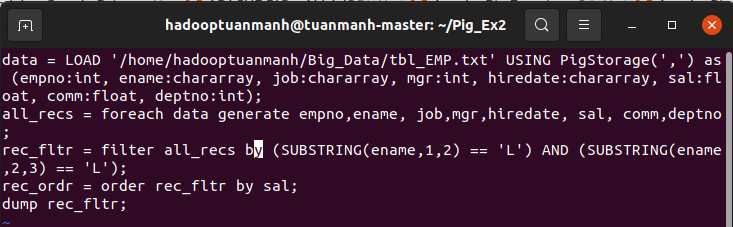 hadooptuanmanh@tuanmanh-master: ~/Pig_Ex2
data = LOAD '/home/hadooptuanmanh/Big_Data/tbl_EMP.txt' USING PigStorage(',') as
 (empno:int, ename:chararray, job:chararray, mgr:int, hiredate:chararray, sal:fl
oat, comm:float, deptno:int);
all_recs = foreach data generate empno,ename, job,mgr,hiredate, sal, comm,deptno
;
rec_fltr = filter all_recs by (SUBSTRING(ename,1,2) == 'L') AND (SUBSTRING(ename
,2,3) == 'L');
rec_ordr = order rec_fltr by sal;
dump rec_fltr;
~